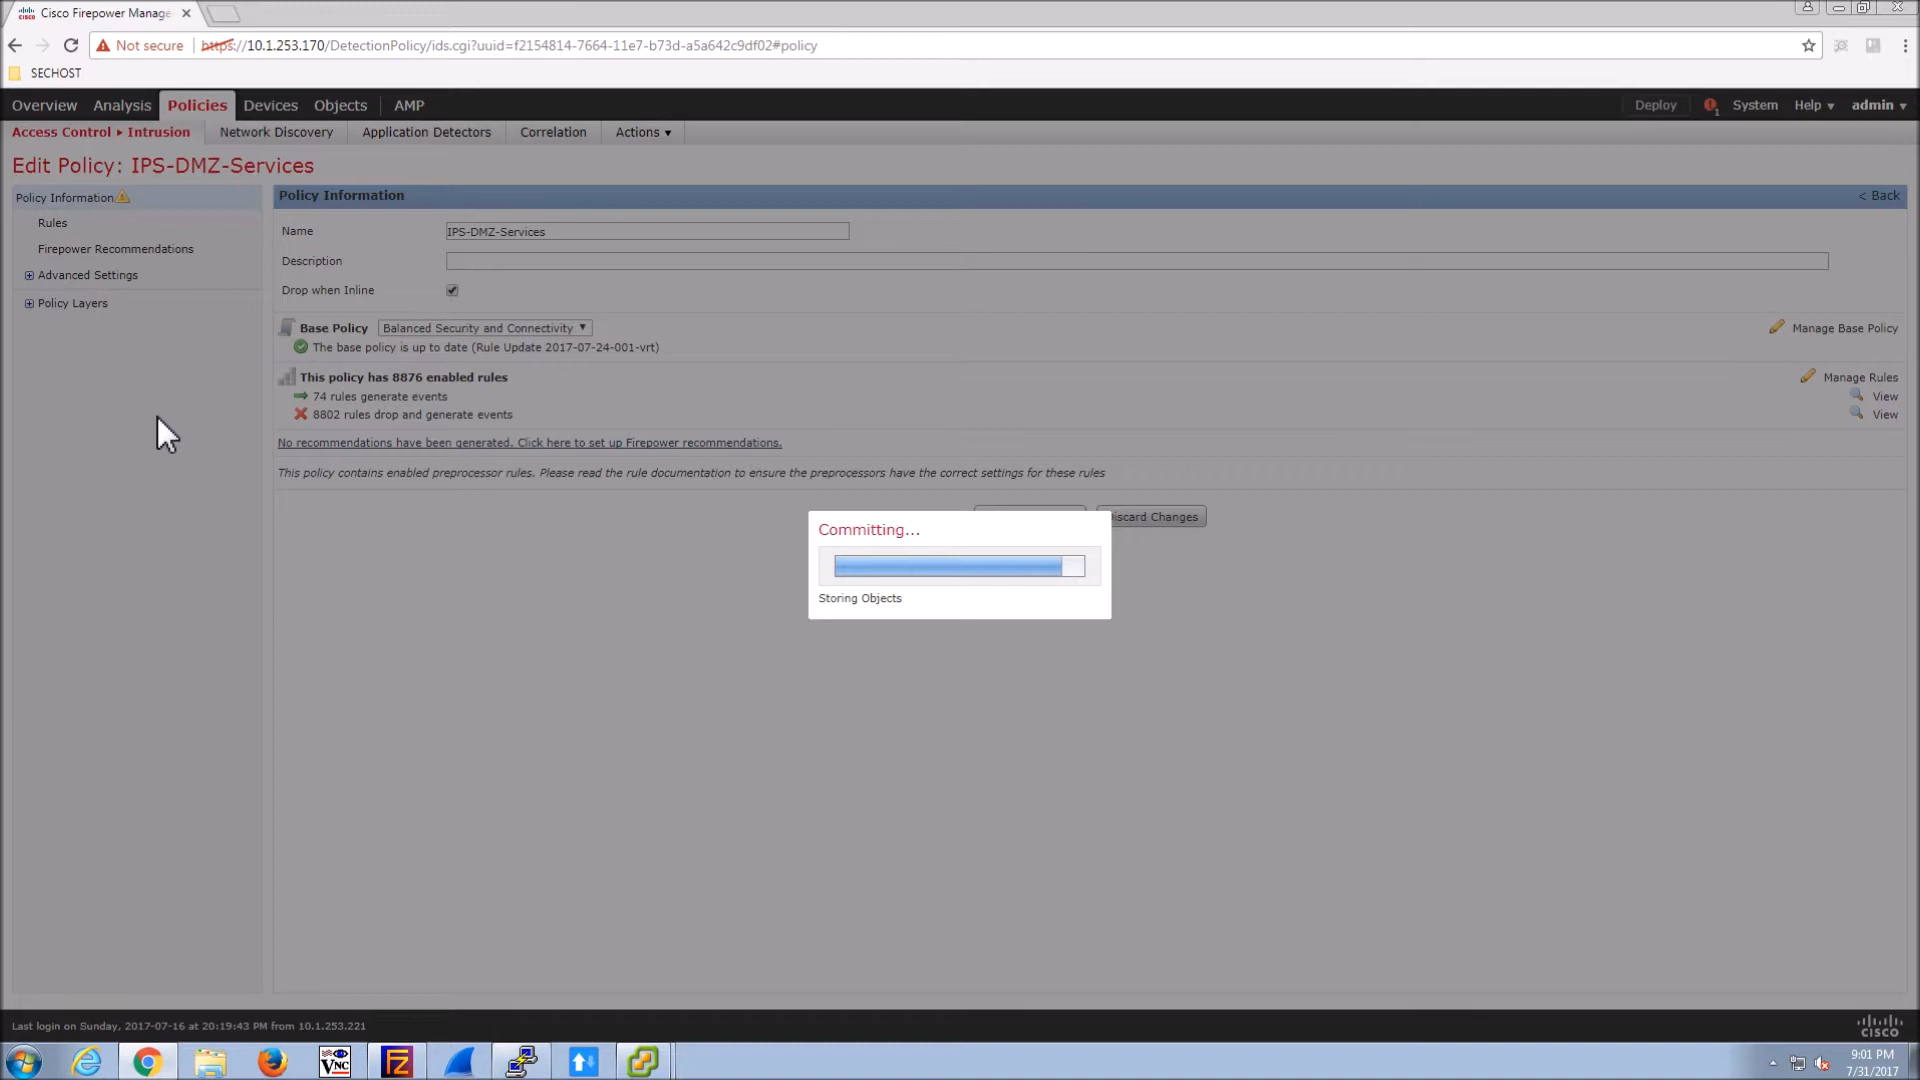 Cisco Firepower Manage
Not secure https://10.1.253.170/DetectionPolicy/ids.cgi?uuid=f2154814-7664-11e7-b73d-a5a642c9df02#policy
SECHOST
Overview Analysis Policies Devices Objects AMP Deploy 1 System Help admin
Access Control Intrusion Network Discovery Application Detectors Correlation Actions
Edit Policy: IPS-DMZ-Services
Policy Information
Rules
Firepower Recommendations
Advanced Settings
Policy Layers
Policy Information < Back
Name IPS-DMZ-Services
Description
Drop when Inline
Base Policy Balanced Security and Connectivity Manage Base Policy
The base policy is up to date (Rule Update 2017-07-24-001-vrt)
This policy has 8876 enabled rules Manage Rules
74 rules generate events View
8802 rules drop and generate events View
No recommendations have been generated. Click here to set up Firepower recommendations.
This policy contains enabled preprocessor rules. Please read the rule documentation to ensure the preprocessors have the correct settings for these rules
iscard Changes
Committing...
Storing Objects
Last login on Sunday, 2017-07-16 at 20:19:43 PM from 10.1.253.221
CISCO
VNC
FZ
9:01 PM
7/31/2017